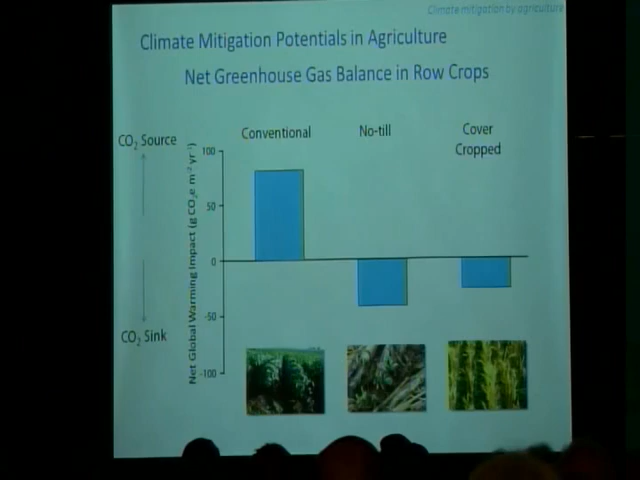 Climate mitigation by agriculture
Climate Mitigation Potentials in Agriculture
Net Greenhouse Gas Balance in Row Crops
Conventional
No-till
Cover
Cropped
CO₂ Source
CO₂ Sink
Net Global Warming Impact (g CO₂e m⁻² yr⁻¹)
100
50
0
-50
-100